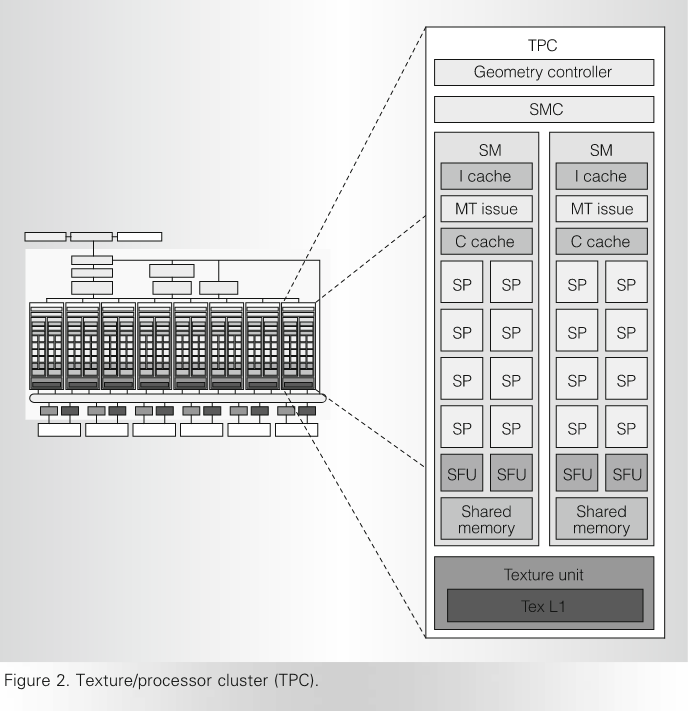 TPC
Geometry controller
SMC
SM
I cache
MT issue
C cache
SP SP
SP SP
SP SP
SP SP
SFU SFU
Shared
memory
SM
I cache
MT issue
C cache
SP SP
SP SP
SP SP
SP SP
SFU SFU
Shared
memory
Texture unit
Tex L1
Figure 2. Texture/processor cluster (TPC).